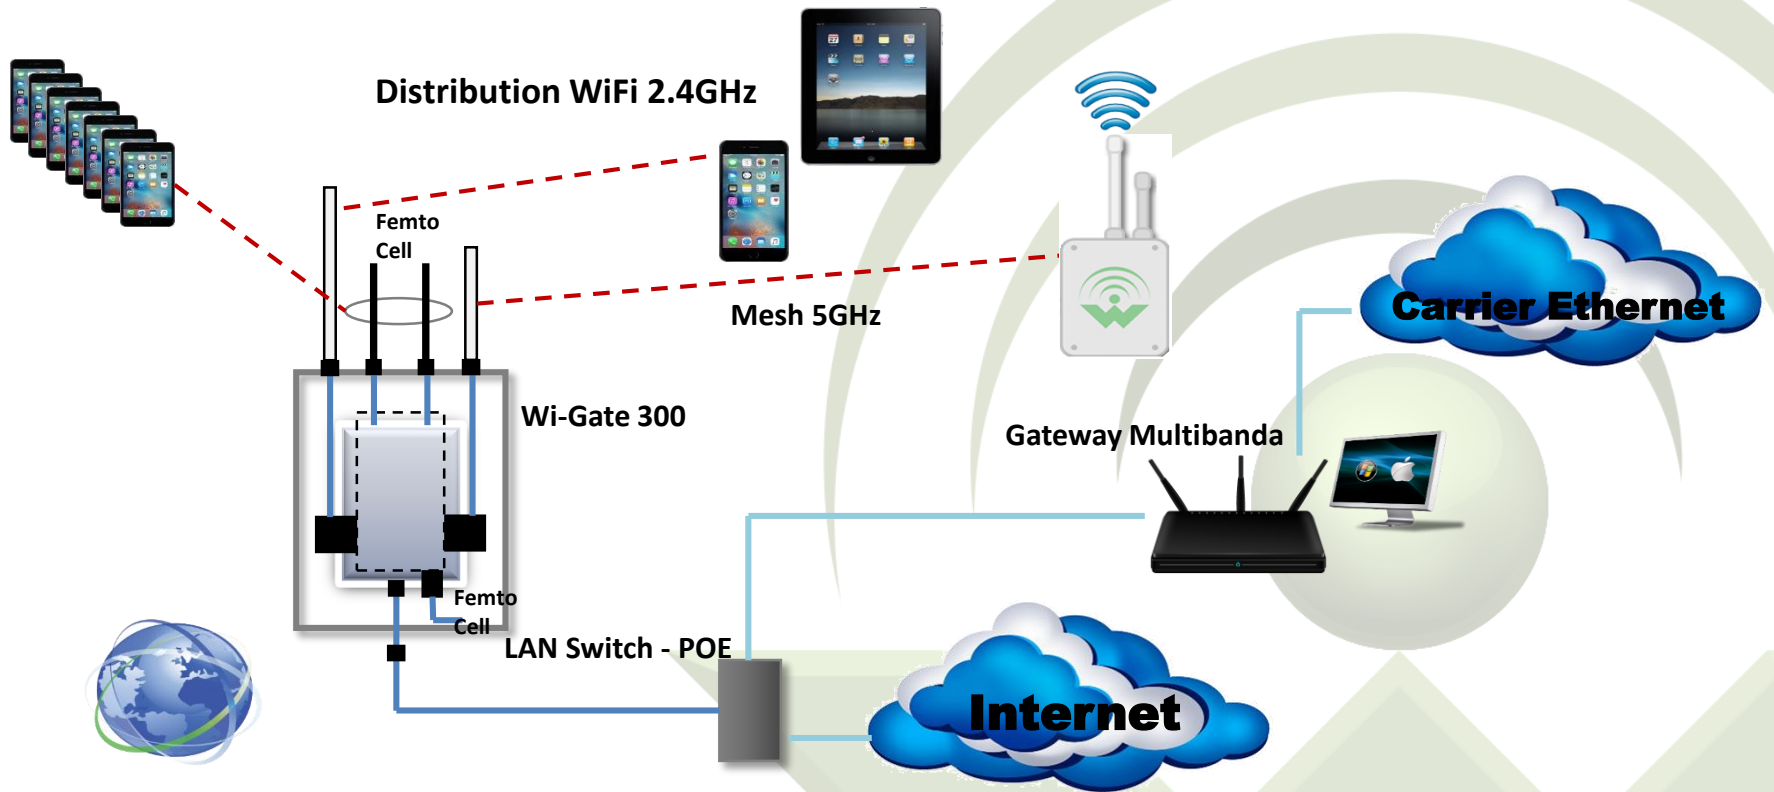 Distribution WiFi 2.4GHz
Femto
Cell
Mesh 5GHz
Carrier Ethernet
Wi-Gate 300
Gateway Multibanda
Femto
Cell
LAN Switch - POE
Internet